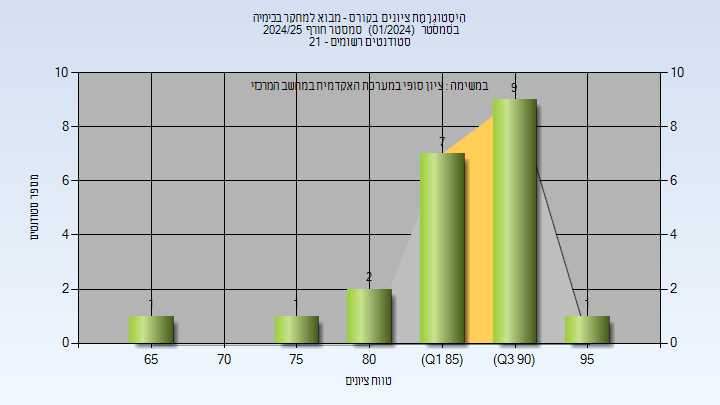 היסטוגרמת ציונים בקורס - מבוא למחקר בכימיה
בסמסטר (01/2024) סמסטר חורף 2024/25
סטודנטים רשומים - 21
במשימה : ציון סופי במערכת האקדמית במחשב המרכזי
10 10
8 8
6 6
4 4
2 2
0 0
1 1 2 7 9 1
מספר סטודנטים
65 70 75 80 (Q1 85) (Q3 90) 95
טווח ציונים